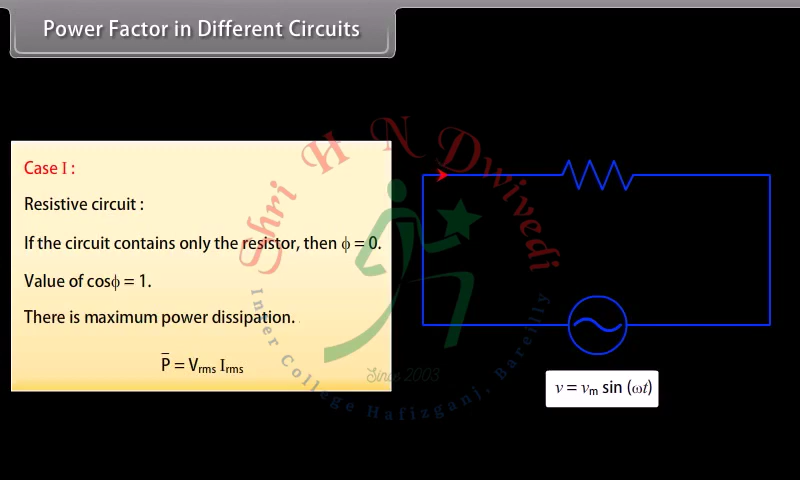 Power Factor in Different Circuits
Case I :
Resistive circuit :
If the circuit contains only the resistor, then ϕ = 0.
Value of cosϕ = 1.
There is maximum power dissipation.
P̅ = Vrms Irms
v = vm sin (ωt)
Shri H N Dwivedi
Inter College Hafizganj, Bareilly
Since 2003